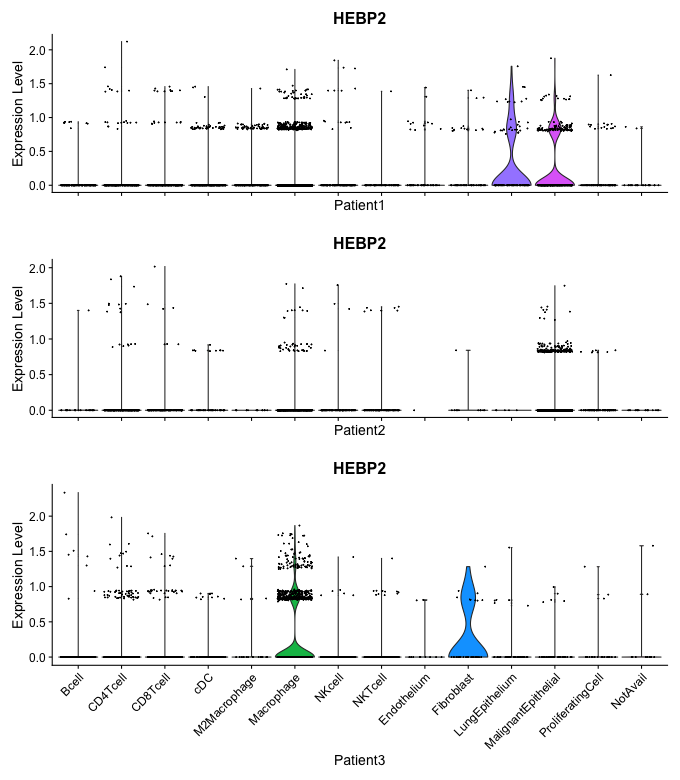 HEBP2
Expression Level
2.0
1.5
1.0
0.5
0.0
Patient1
HEBP2
Expression Level
2.0
1.5
1.0
0.5
0.0
Patient2
HEBP2
Expression Level
2.0
1.5
1.0
0.5
0.0
Bcell
CD4Tcell
CD8Tcell
cDC
M2Macrophage
Macrophage
NKcell
NKTcell
Endothelium
Fibroblast
LungEpithelium
MalignantEpithelial
ProliferatingCell
NotAvail
Patient3